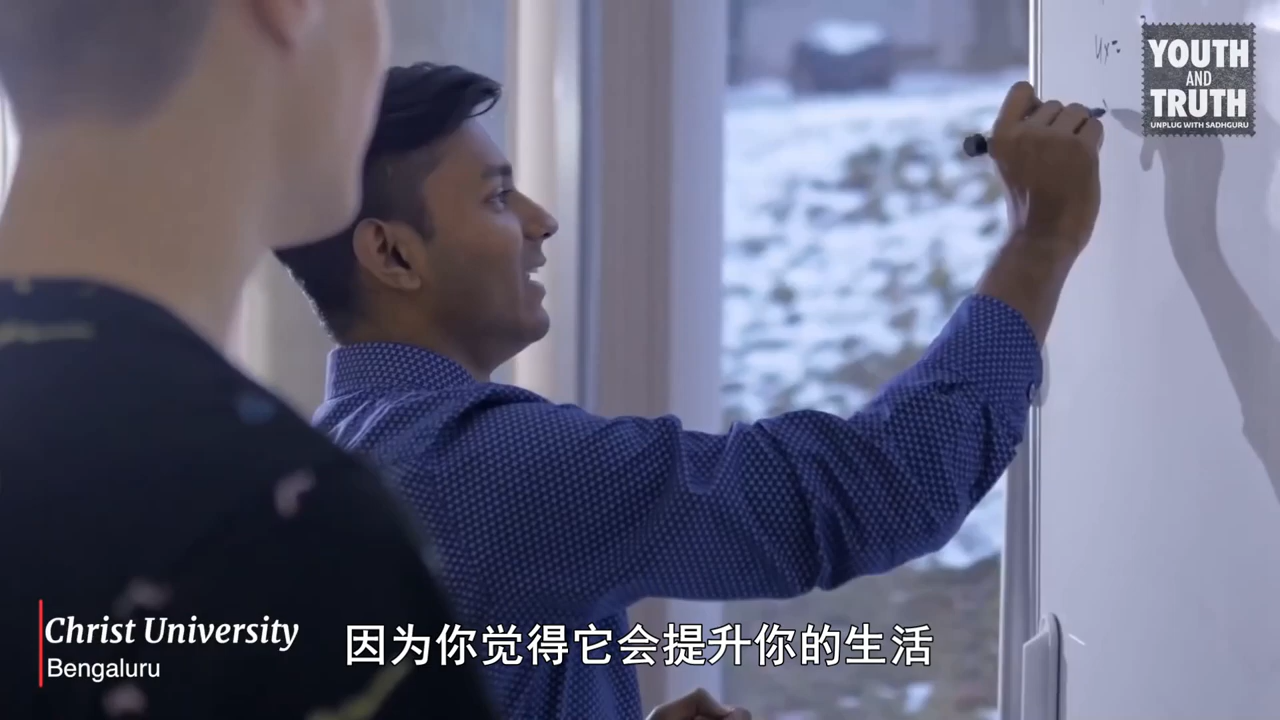 YOUTH
AND
TRUTH
UNPLUG WITH SADHGURU
Christ University
Bengaluru
因为你觉得它会提升你的生活